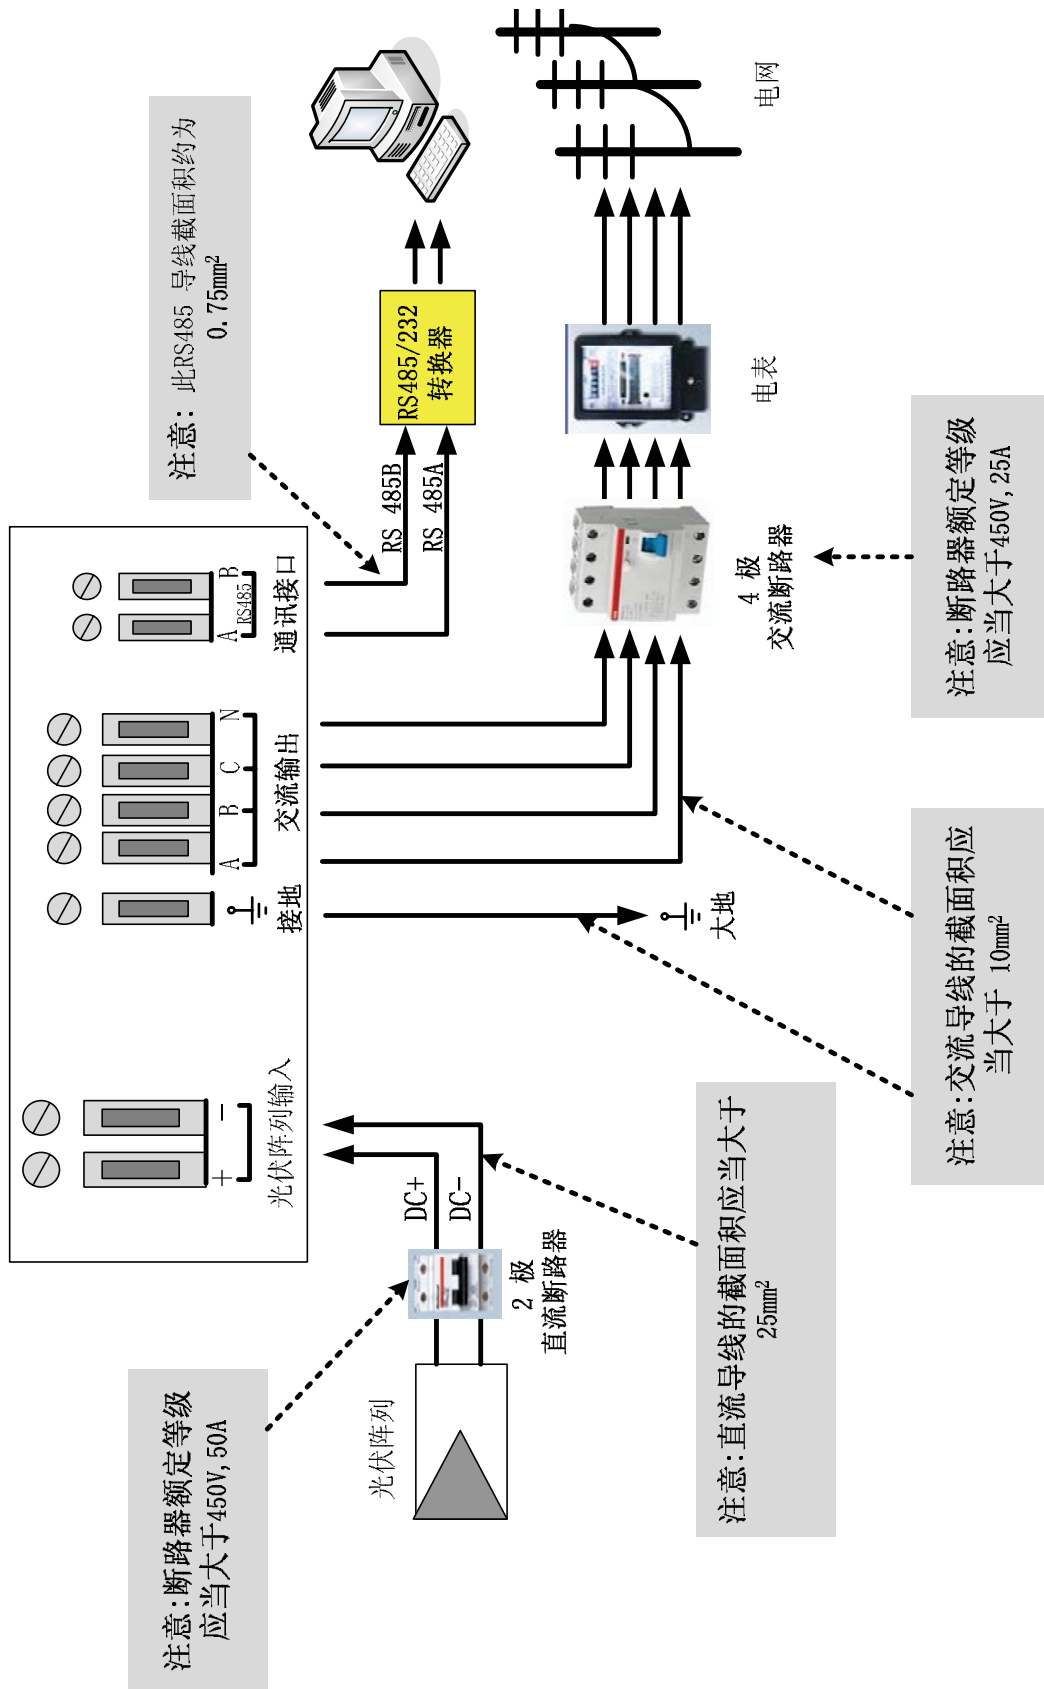 +
-
光伏阵列输入
接地
A
B
C
N
交流输出
A
RS485
B
通讯接口
注意: 此RS485 导线截面积约为
0.75mm²
RS 485B
RS 485A
RS485/232
转换器
注意:断路器额定等级
应当大于450V,50A
光伏阵列
DC+
DC-
2 极
直流断路器
大地
4 极
交流断路器
电表
电网
注意:直流导线的截面积应当大于
25mm²
注意:交流导线的截面积应
当大于 10mm²
注意:断路器额定等级
应当大于450V,25A